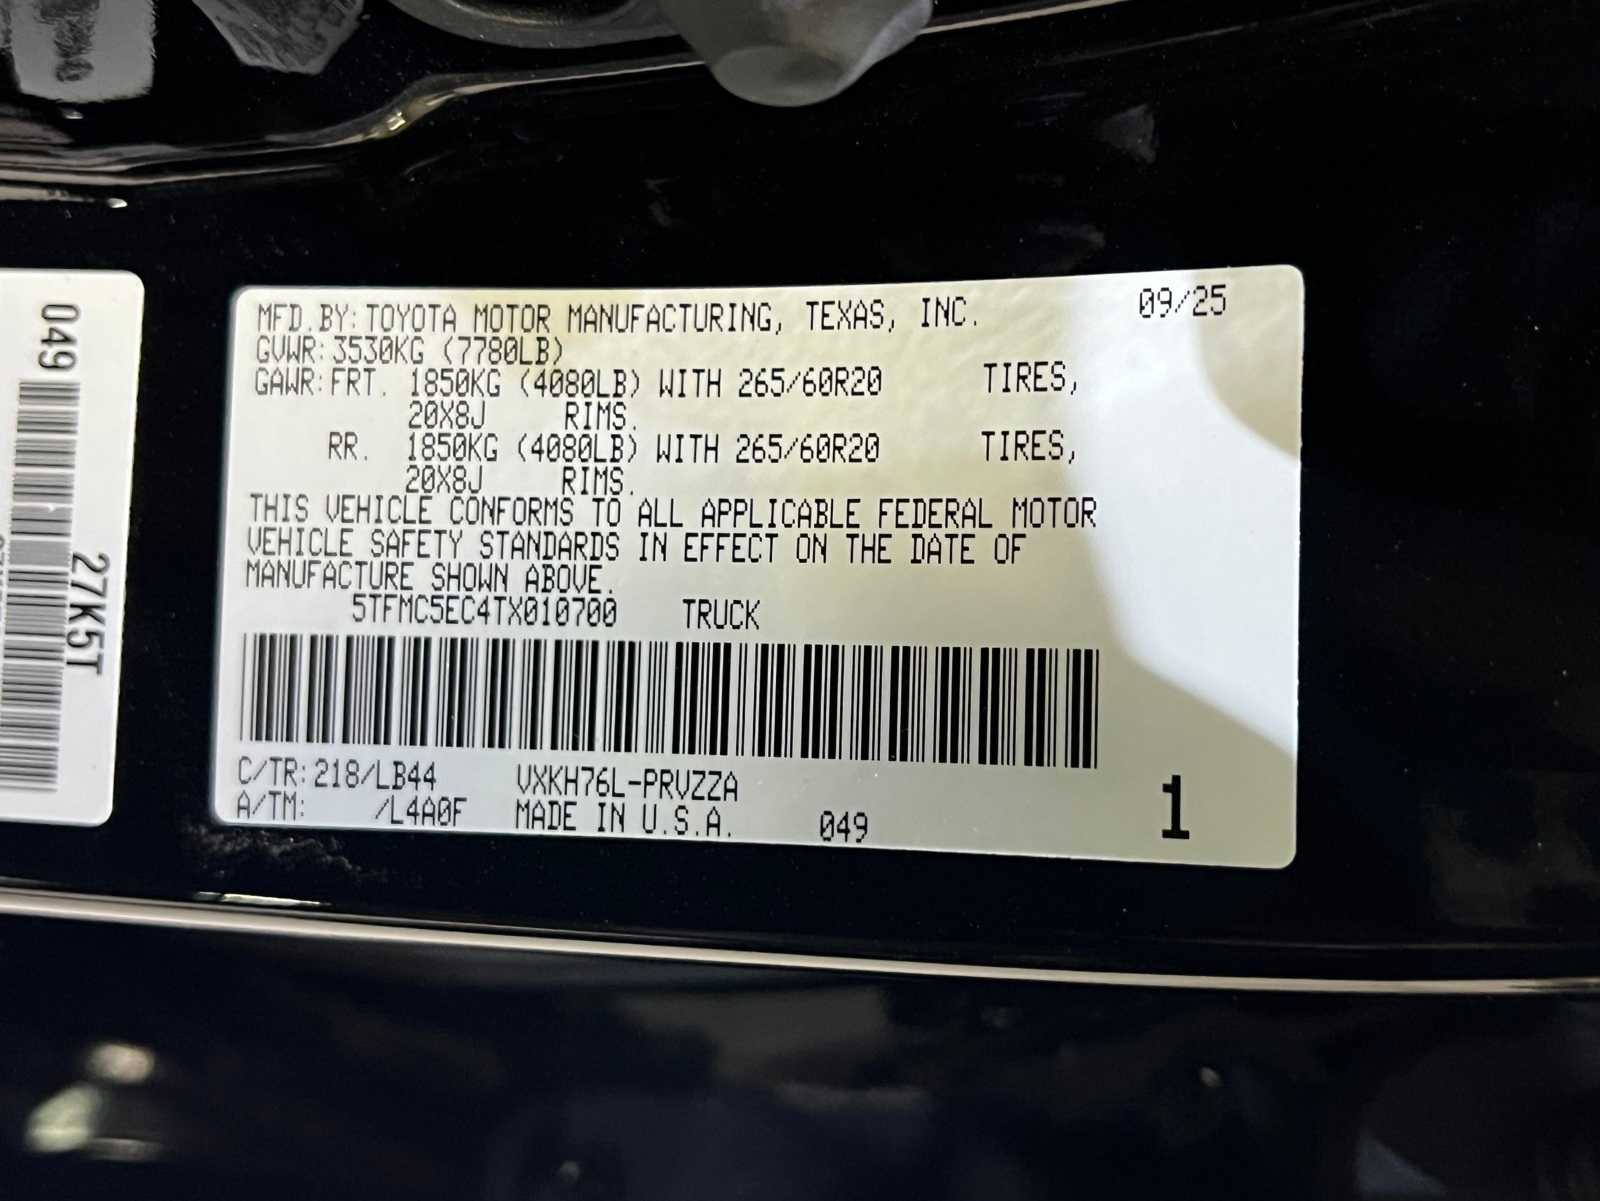 MFD.BY: TOYOTA MOTOR MANUFACTURING, TEXAS, INC. 09/25
GVWR: 3530KG (7780LB)
GAWR: FRT. 1850KG (4080LB) WITH 265/60R20 TIRES,
20X8J RIMS.
RR. 1850KG (4080LB) WITH 265/60R20 TIRES,
20X8J RIMS.
THIS VEHICLE CONFORMS TO ALL APPLICABLE FEDERAL MOTOR
VEHICLE SAFETY STANDARDS IN EFFECT ON THE DATE OF
MANUFACTURE SHOWN ABOVE.
5TFMC5EC4TX010700 TRUCK
C/TR: 218/LB44 VXKH76L-PRVZZA
A/TM: /L4A0F MADE IN U.S.A. 049
1
049
27K5T